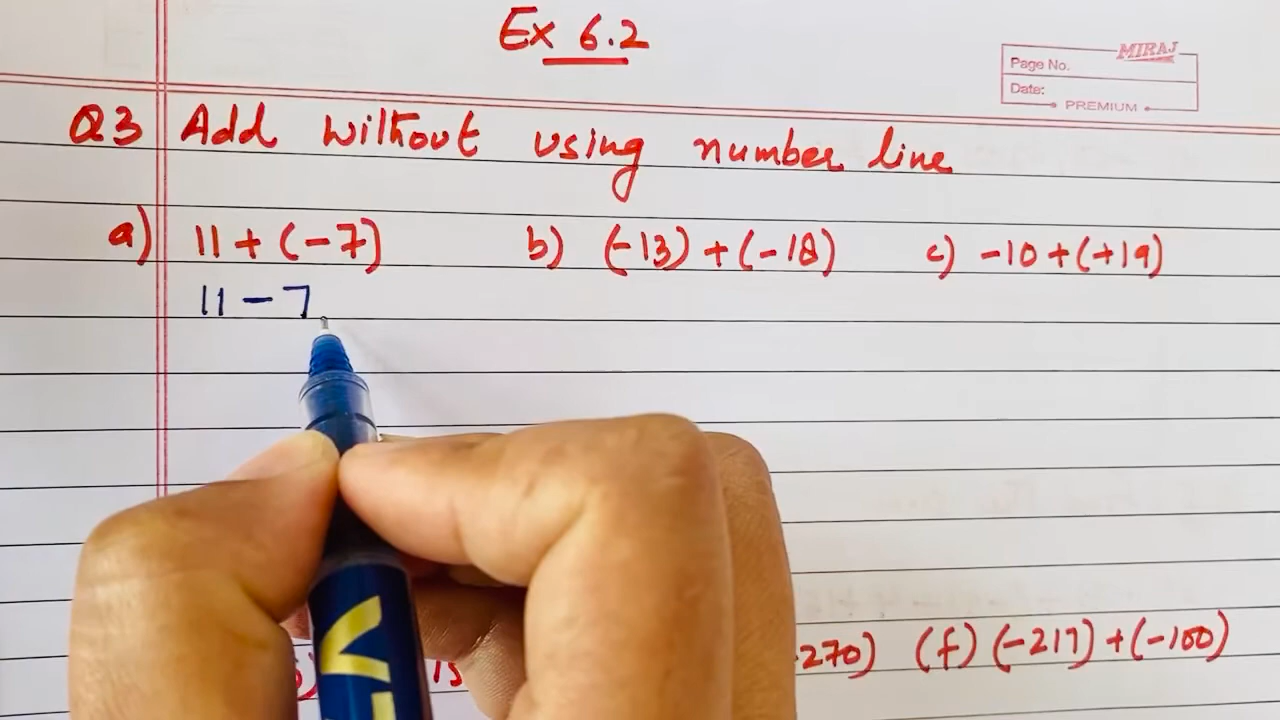 Ex 6.2
MIRAJ
Page No.
Date:
PREMIUM
Q3 Add without using number line
a) 11 + (-7) b) (-13) + (-18) c) -10 + (+19)
11 - 7
270) (f) (-217) + (-100)